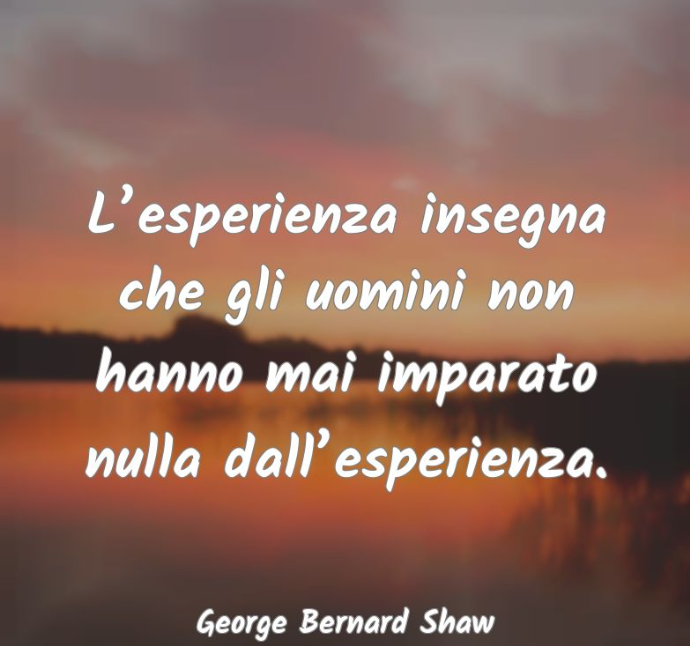 L’esperienza insegna
che gli uomini non
hanno mai imparato
nulla dall’esperienza.
George Bernard Shaw